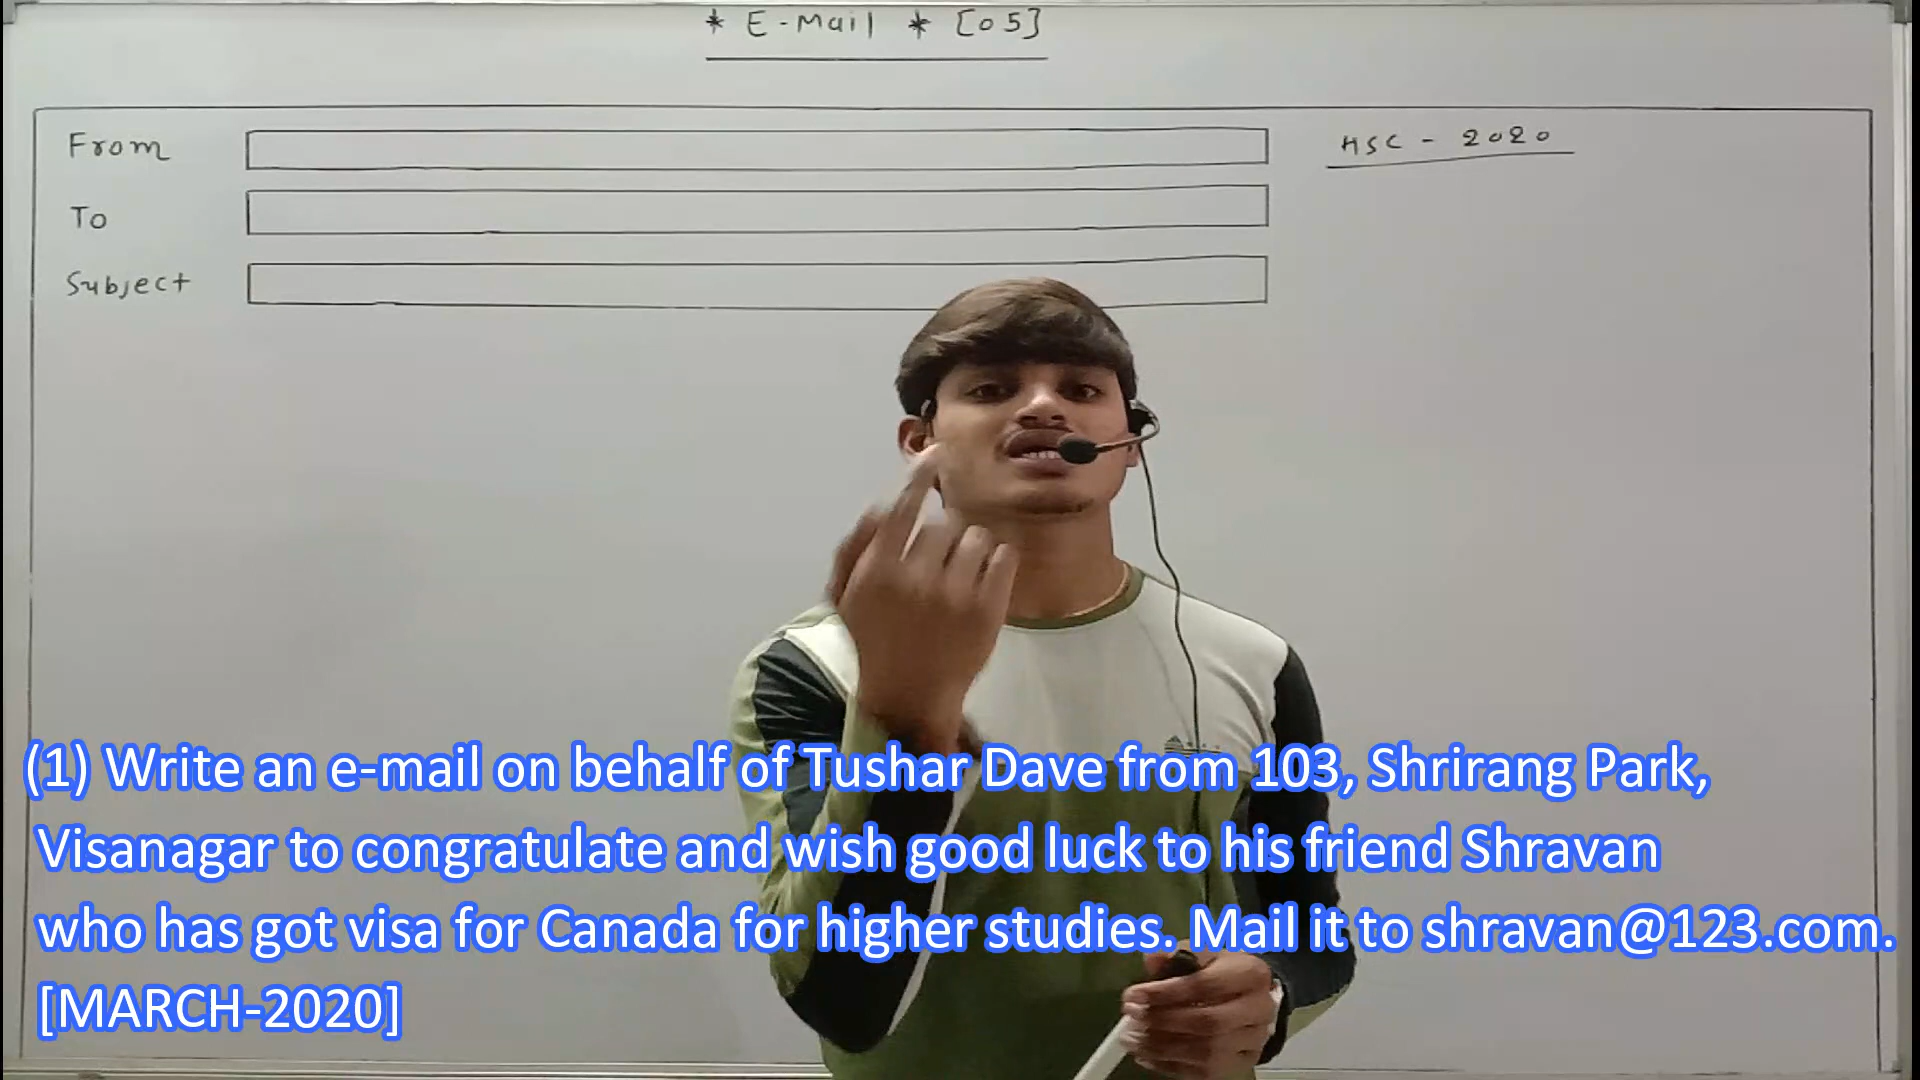 * E-Mail * [05]
From
HSC - 2020
To
Subject
(1) Write an e-mail on behalf of Tushar Dave from 103, Shrirang Park,
Visanagar to congratulate and wish good luck to his friend Shravan
who has got visa for Canada for higher studies. Mail it to shravan@123.com.
[MARCH-2020]